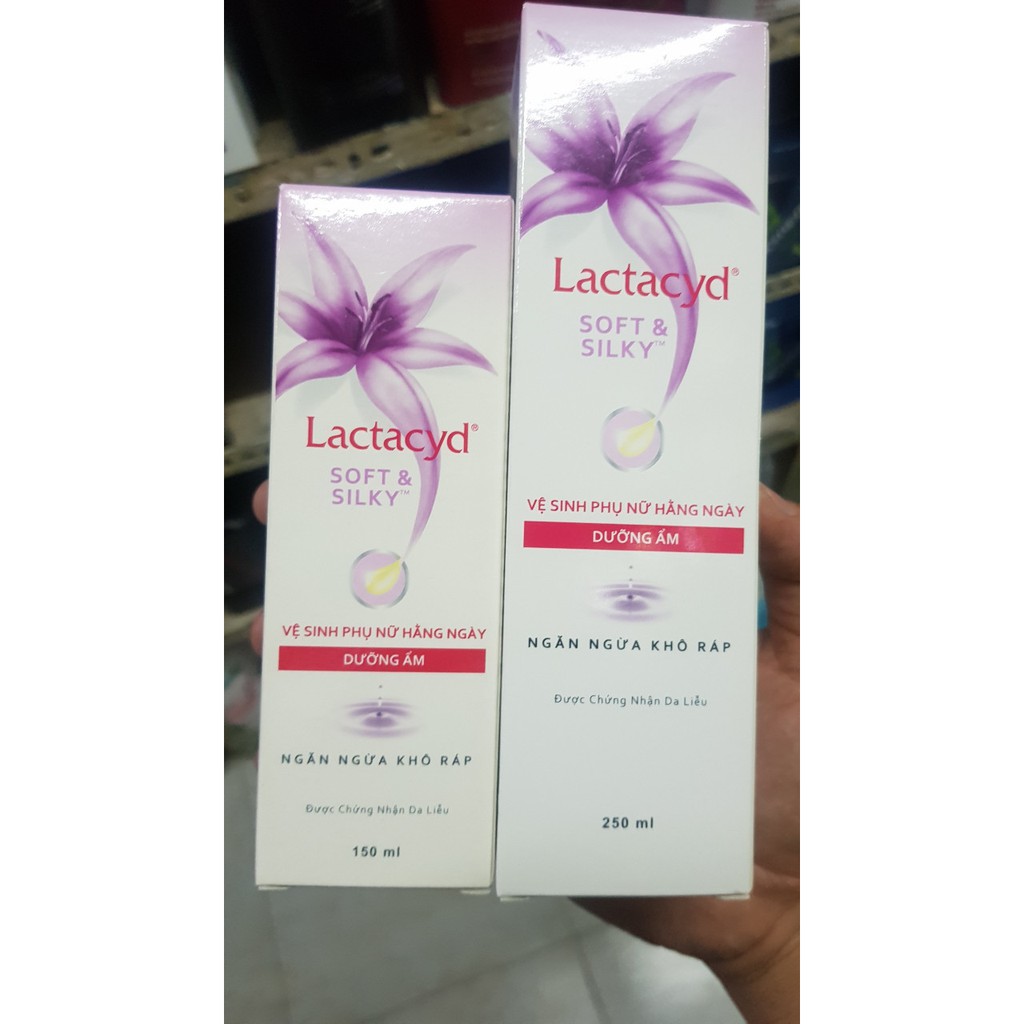 Lactacyd®
SOFT &
SILKY™
VỆ SINH PHỤ NỮ HẰNG NGÀY
DƯỠNG ẨM
NGĂN NGỪA KHÔ RÁP
Được Chứng Nhận Da Liễu
150 ml
Lactacyd®
SOFT &
SILKY™
VỆ SINH PHỤ NỮ HẰNG NGÀY
DƯỠNG ẨM
NGĂN NGỪA KHÔ RÁP
Được Chứng Nhận Da Liễu
250 ml